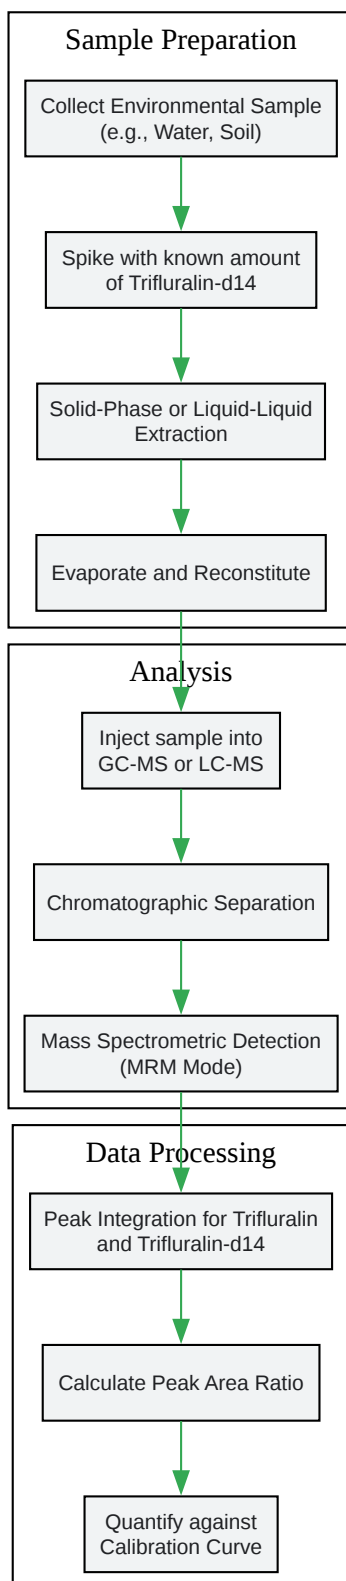 Sample Preparation
Collect Environmental Sample
(e.g., Water, Soil)
Spike with known amount
of Trifluralin-d14
Solid-Phase or Liquid-Liquid
Extraction
Evaporate and Reconstitute
Analysis
Inject sample into
GC-MS or LC-MS
Chromatographic Separation
Mass Spectrometric Detection
(MRM Mode)
Data Processing
Peak Integration for Trifluralin
and Trifluralin-d14
Calculate Peak Area Ratio
Quantify against
Calibration Curve